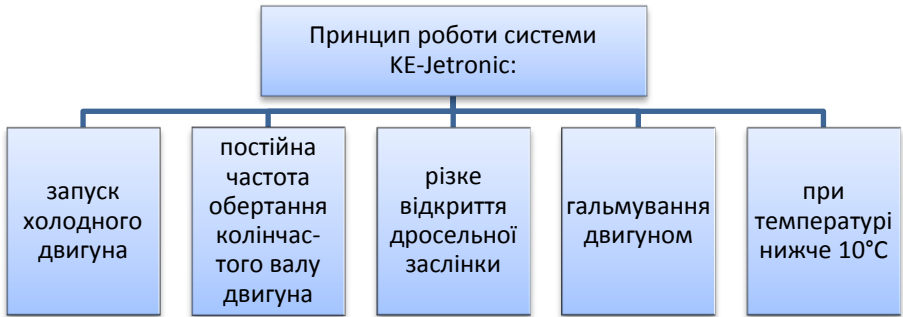 Принцип роботи системи
KE-Jetronic:
запуск
холодного
двигуна
постійна
частота
обертання
колінчас-
того валу
двигуна
різке
відкриття
дросельної
заслінки
гальмування
двигуном
при
температурі
нижче 10°С